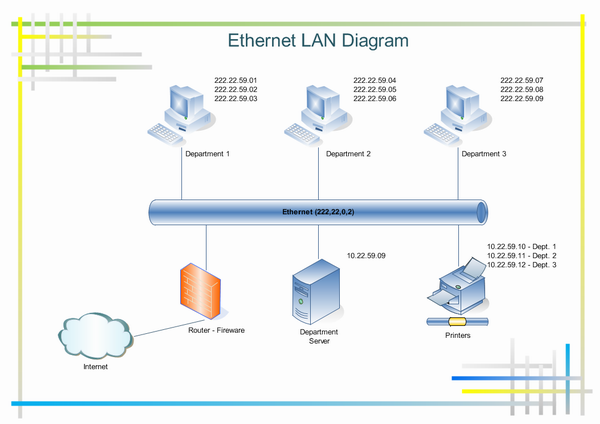 Ethernet LAN Diagram
222.22.59.01
222.22.59.02
222.22.59.03
222.22.59.04
222.22.59.05
222.22.59.06
222.22.59.07
222.22.59.08
222.22.59.09
Department 1
Department 2
Department 3
Ethernet (222,22,0,2)
10.22.59.09
10.22.59.10 - Dept. 1
10.22.59.11 - Dept. 2
10.22.59.12 - Dept. 3
Router - Fireware
Department
Server
Printers
Internet